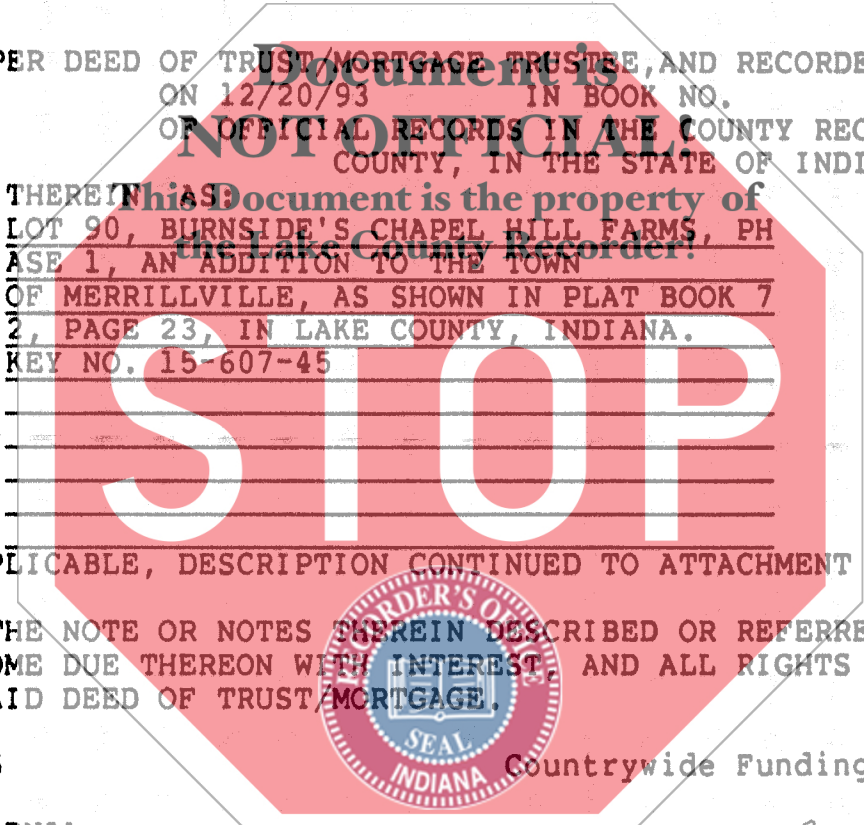 PER DEED OF TRUST/MORTGAGE TRUSTEE, AND RECORDE
Document is
ON 12/20/93 IN BOOK NO.
OF OFFICIAL RECORDS IN THE COUNTY REC
NOT OFFICIAL!
COUNTY, IN THE STATE OF INDI
THEREIN AS:
This Document is the property of
LOT 90, BURNSIDE'S CHAPEL HILL FARMS, PH
the Lake County Recorder!
ASE 1, AN ADDITION TO THE TOWN
OF MERRILLVILLE, AS SHOWN IN PLAT BOOK 7
2, PAGE 23, IN LAKE COUNTY, INDIANA.
KEY NO. 15-607-45
STOP
PLICABLE, DESCRIPTION CONTINUED TO ATTACHMENT
THE NOTE OR NOTES THEREIN DESCRIBED OR REFERRE
OME DUE THEREON WITH INTEREST, AND ALL RIGHTS
AID DEED OF TRUST/MORTGAGE.
RECORDER'S OFFICE
SEAL
INDIANA
Countrywide Funding